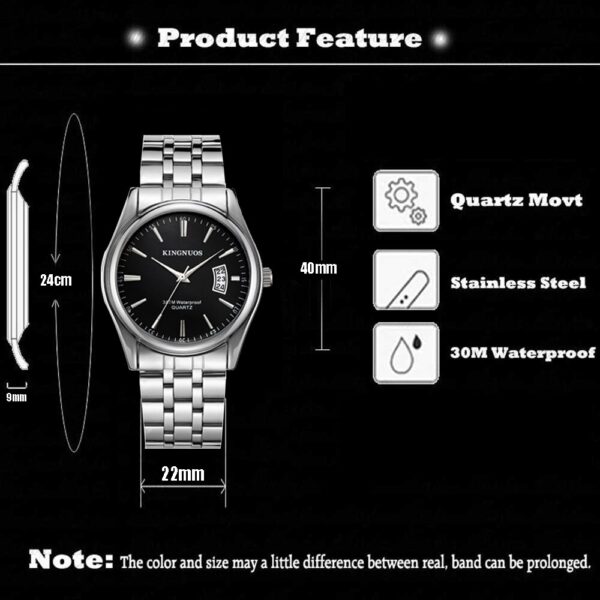 Product Feature
24cm
9mm
KINGNUOS
30M Waterproof
QUARTZ
40mm
22mm
Quartz Movt
Stainless Steel
30M Waterproof
Note: The color and size may a little difference between real, band can be prolonged.